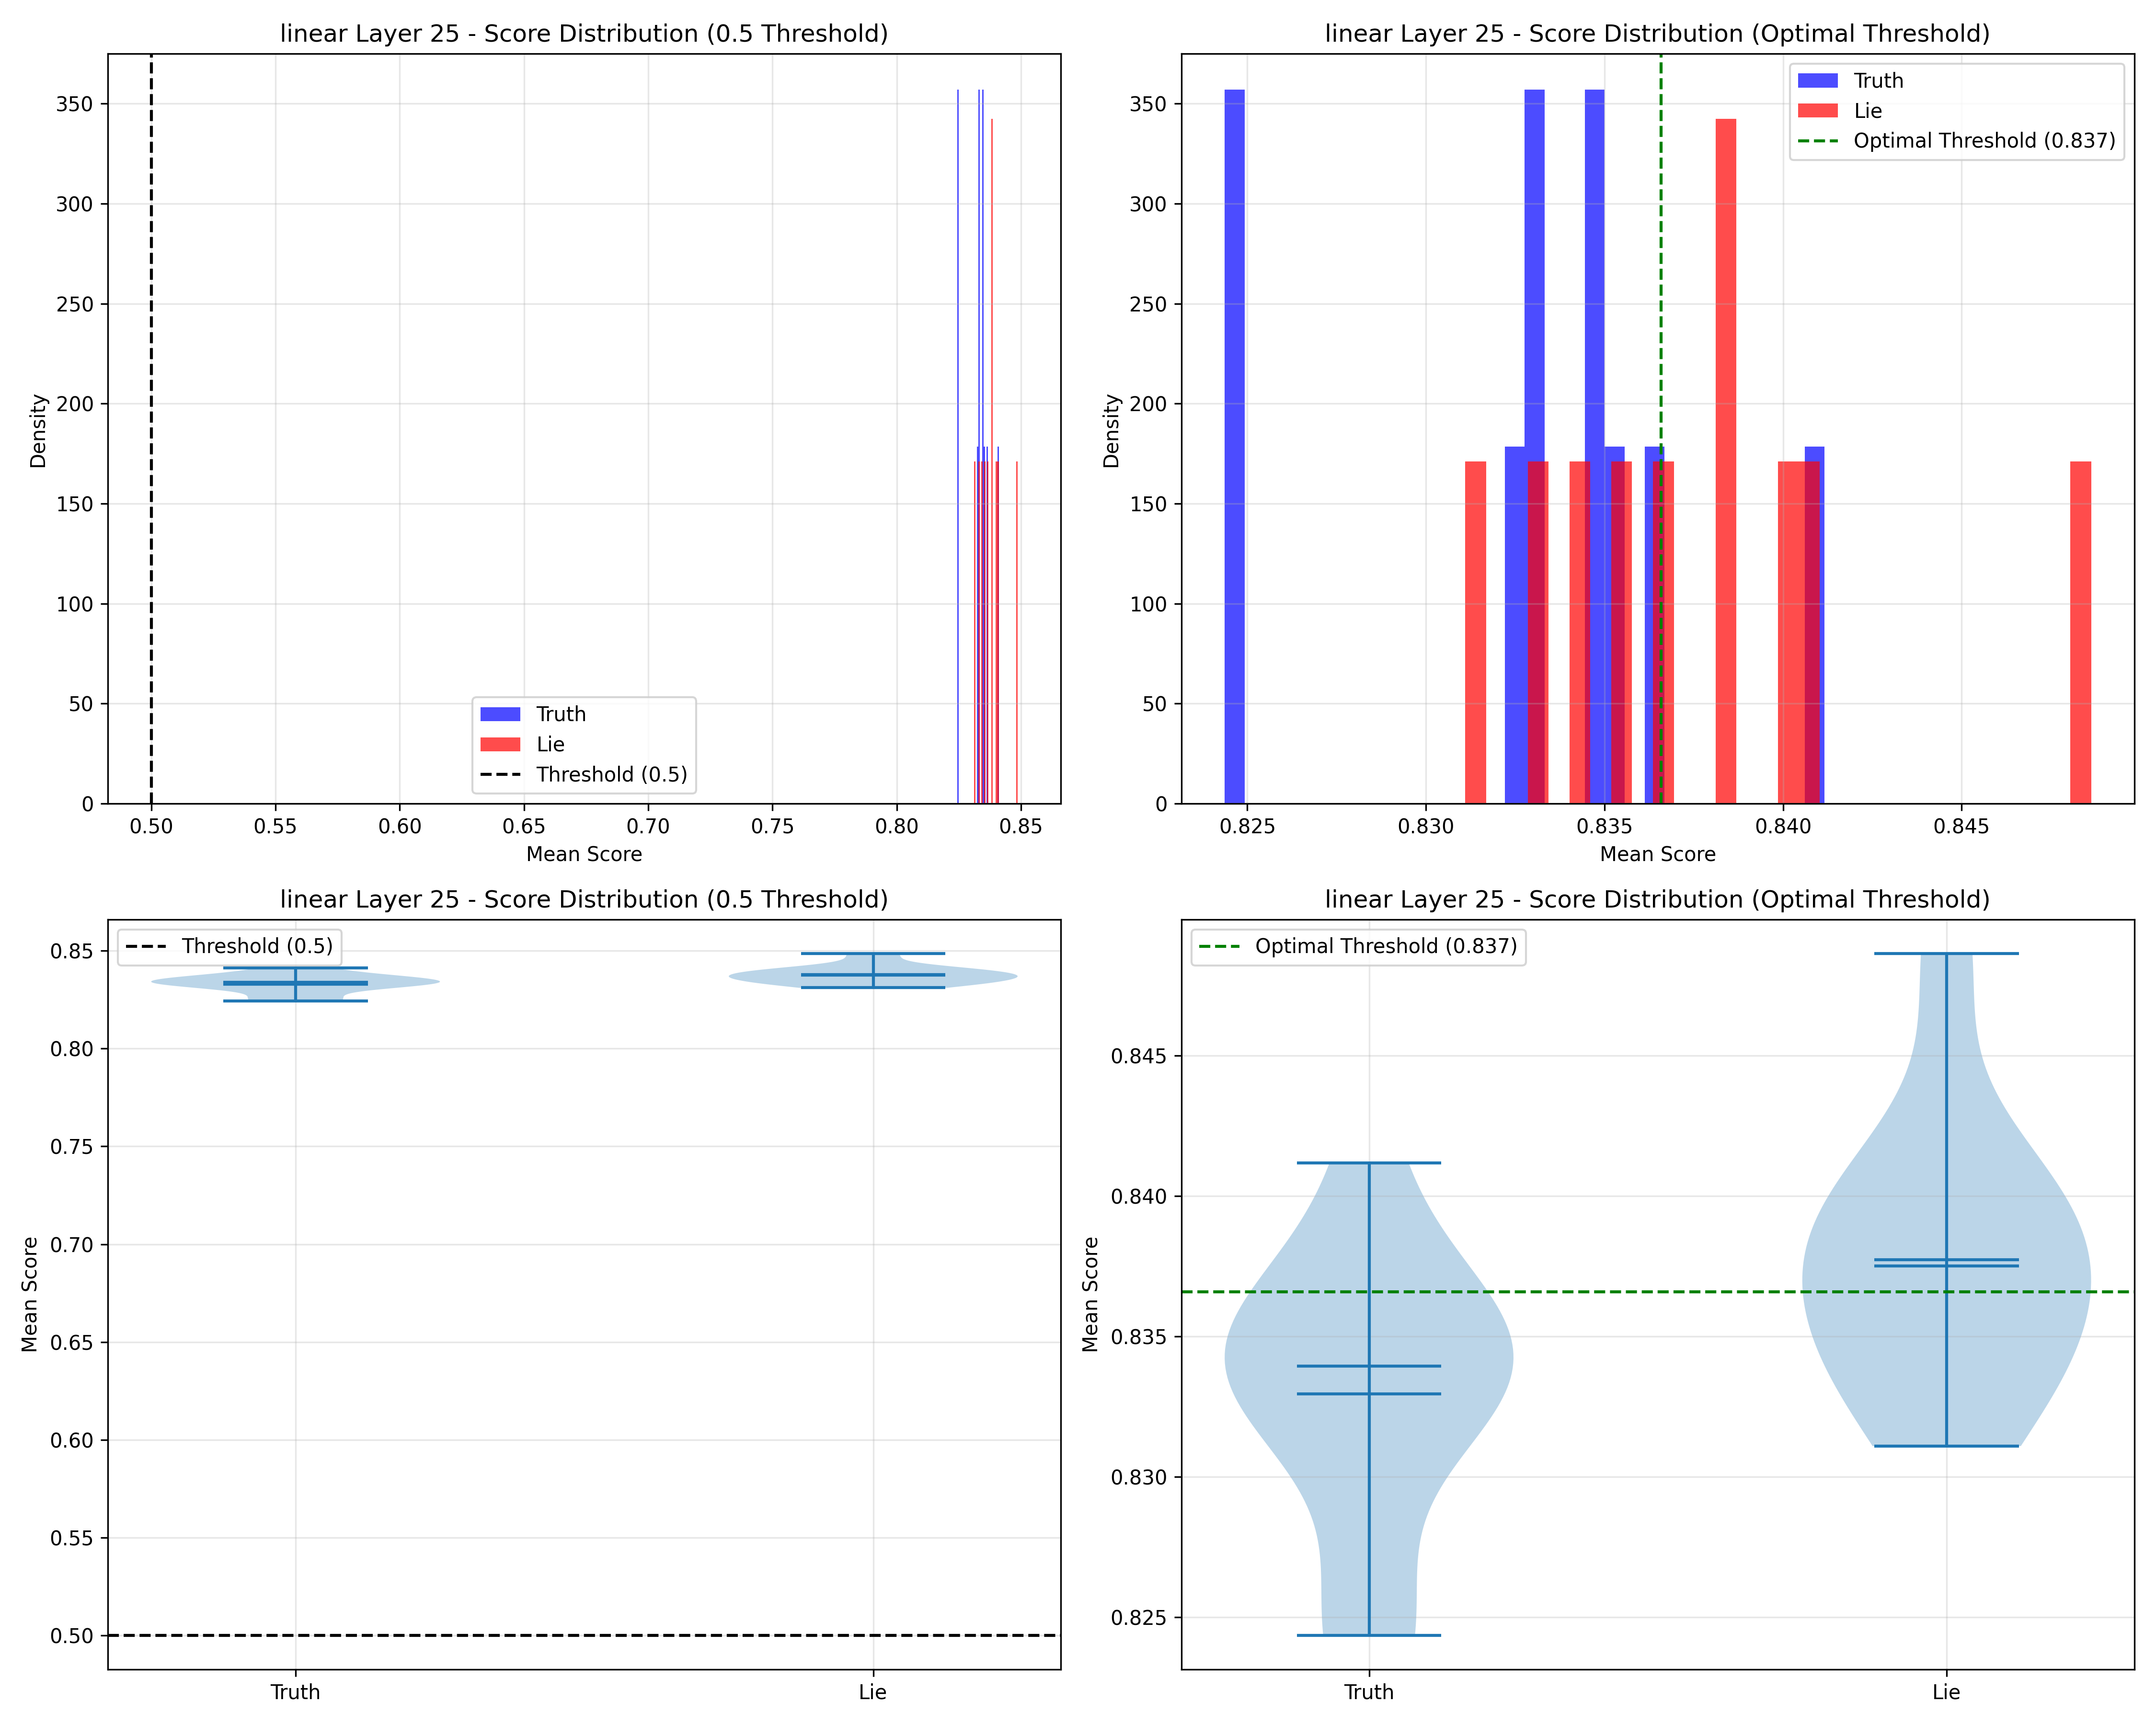 linear Layer 25 - Score Distribution (0.5 Threshold)
350
300
250
200
150
100
50
0
Density
Truth
Lie
Threshold (0.5)
0.50 0.55 0.60 0.65 0.70 0.75 0.80 0.85
Mean Score
linear Layer 25 - Score Distribution (Optimal Threshold)
350
300
250
200
150
100
50
0
Density
Truth
Lie
Optimal Threshold (0.837)
0.825 0.830 0.835 0.840 0.845
Mean Score
linear Layer 25 - Score Distribution (0.5 Threshold)
Threshold (0.5)
0.85
0.80
0.75
0.70
0.65
0.60
0.55
0.50
Mean Score
Truth Lie
linear Layer 25 - Score Distribution (Optimal Threshold)
Optimal Threshold (0.837)
0.845
0.840
0.835
0.830
0.825
Mean Score
Truth Lie